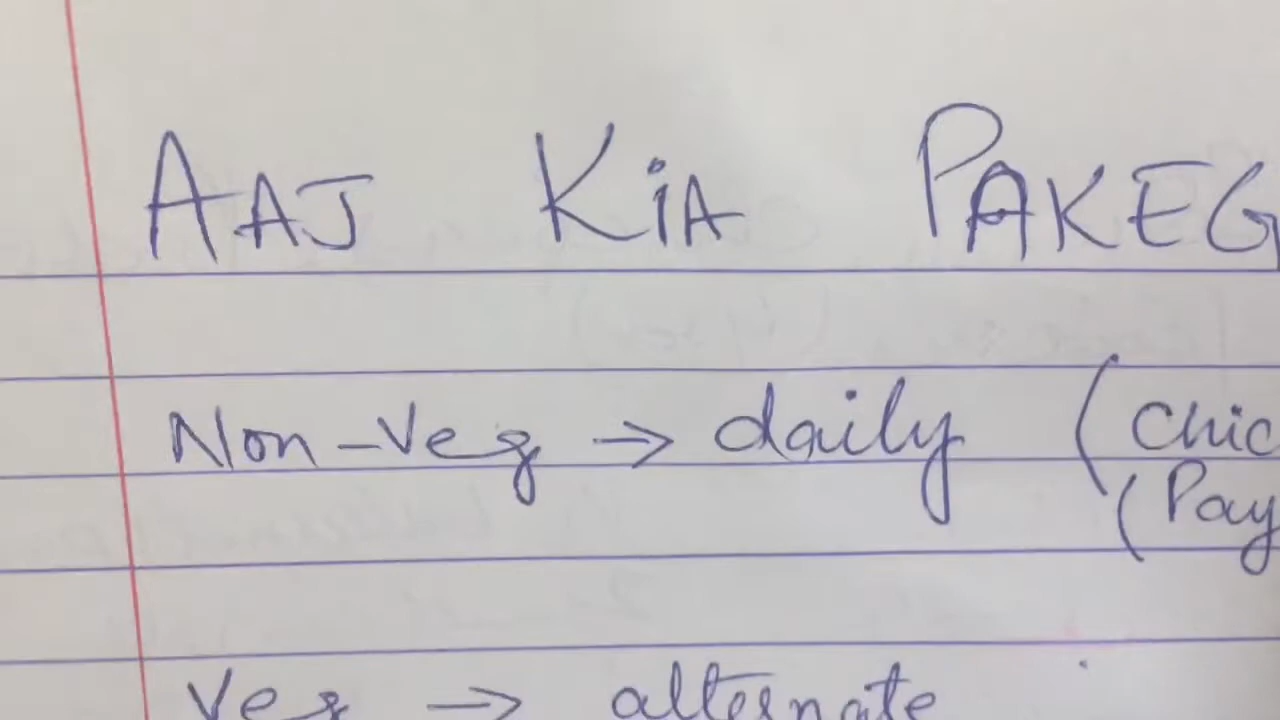 AAJ KiA PAKEG
Non-Veg → daily (Chic
(Pay
Veg → alternate